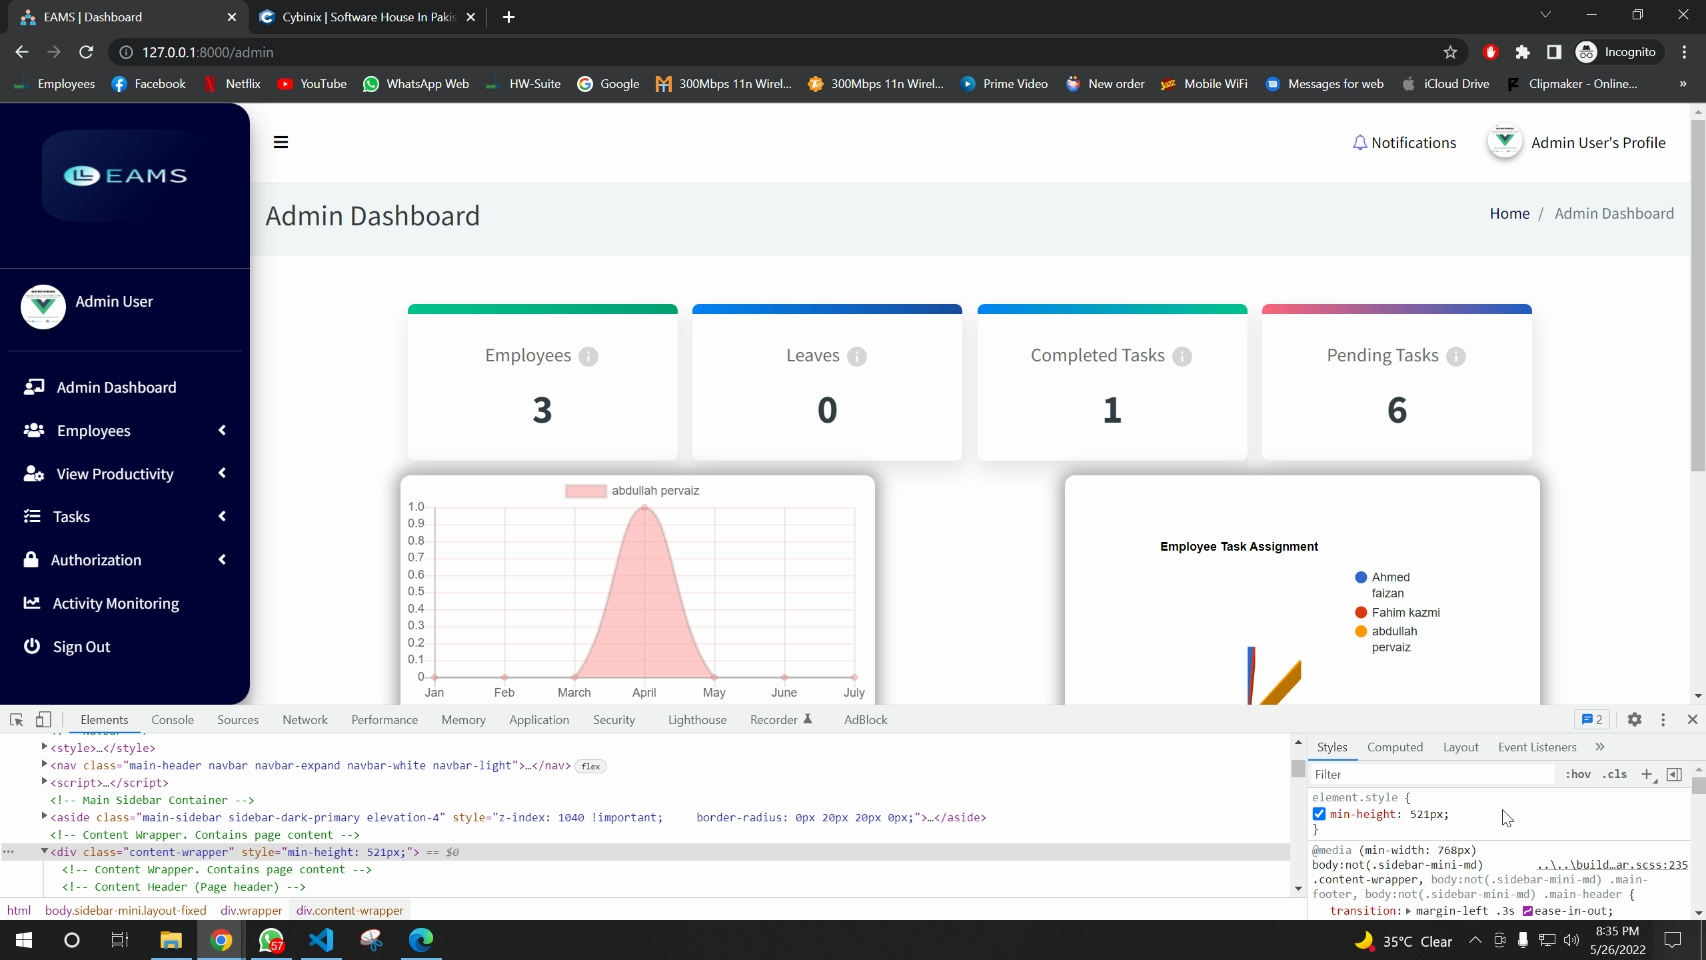 EAMS | Dashboard
Cybinix | Software House In Pakis
127.0.0.1:8000/admin
Incognito
Employees
Facebook
Netflix
YouTube
WhatsApp Web
HW-Suite
Google
300Mbps 11n Wirel...
300Mbps 11n Wirel...
Prime Video
New order
Mobile WiFi
Messages for web
iCloud Drive
Clipmaker - Online...
»
EAMS
Notifications
Admin User's Profile
Admin Dashboard
Home / Admin Dashboard
Admin User
Admin Dashboard
Employees
View Productivity
Tasks
Authorization
Activity Monitoring
Sign Out
Employees
3
Leaves
0
Completed Tasks
1
Pending Tasks
6
abdullah pervaiz
1.0
0.9
0.8
0.7
0.6
0.5
0.4
0.3
0.2
0.1
0
Jan Feb March April May June July
Employee Task Assignment
Ahmed
faizan
Fahim kazmi
abdullah
pervaiz
Elements Console Sources Network Performance Memory Application Security Lighthouse Recorder AdBlock
2
<style>…</style>
<nav class="main-header navbar navbar-expand navbar-white navbar-light">…</nav> flex
<script>…</script>
<!-- Main Sidebar Container -->
<aside class="main-sidebar sidebar-dark-primary elevation-4" style="z-index: 1040 !important; border-radius: 0px 20px 20px 0px;">…</aside>
<!-- Content Wrapper. Contains page content -->
<div class="content-wrapper" style="min-height: 521px;"> == $0
<!-- Content Wrapper. Contains page content -->
<!-- Content Header (Page header) -->
html body.sidebar-mini.layout-fixed div.wrapper div.content-wrapper
Styles Computed Layout Event Listeners »
Filter :hov .cls +
element.style {
min-height: 521px;
}
@media (min-width: 768px)
body:not(.sidebar-mini-md) ..\..\build…ar.scss:235
.content-wrapper, body:not(.sidebar-mini-md) .main-
footer, body:not(.sidebar-mini-md) .main-header {
transition: margin-left .3s ease-in-out;
57
35°C Clear
8:35 PM
5/26/2022